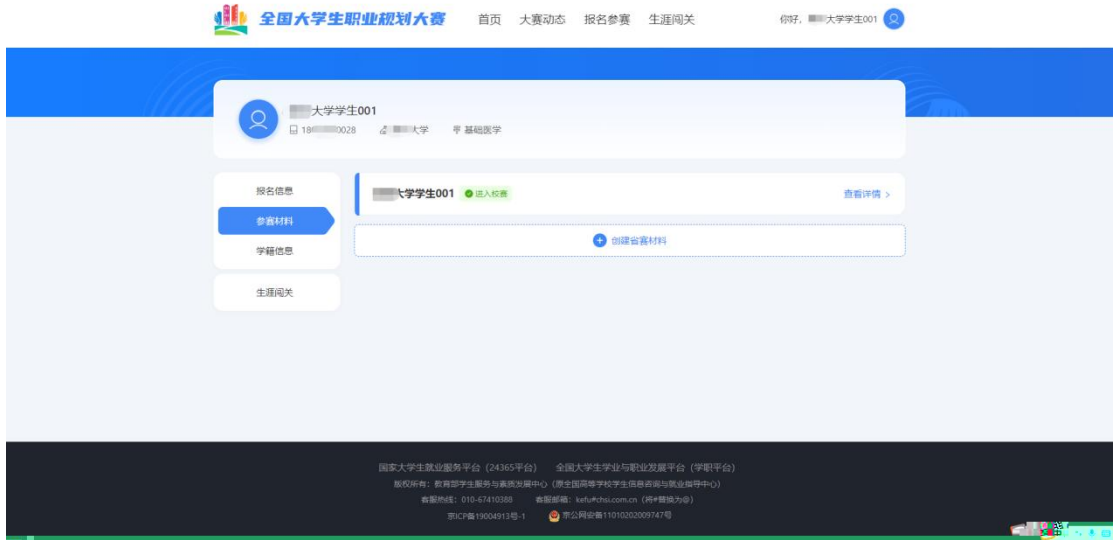 全国大学生职业规划大赛 首页 大赛动态 报名参赛 生涯闯关 你好, 大学学生001
大学学生001
18 0028 大学 基础医学
报名信息
大学学生001 进入校赛 查看详情 >
参赛材料
创建省赛材料
学籍信息
生涯闯关
国家大学生就业服务平台（24365平台） 全国大学生学业与职业发展平台（学职平台）
版权所有：教育部学生服务与素质发展中心（原全国高等学校学生信息咨询与就业指导中心）
客服热线：010-67410388 客服邮箱：kefu#chsi.com.cn（将#替换为@）
京ICP备19004913号-1 京公网安备11010202009747号